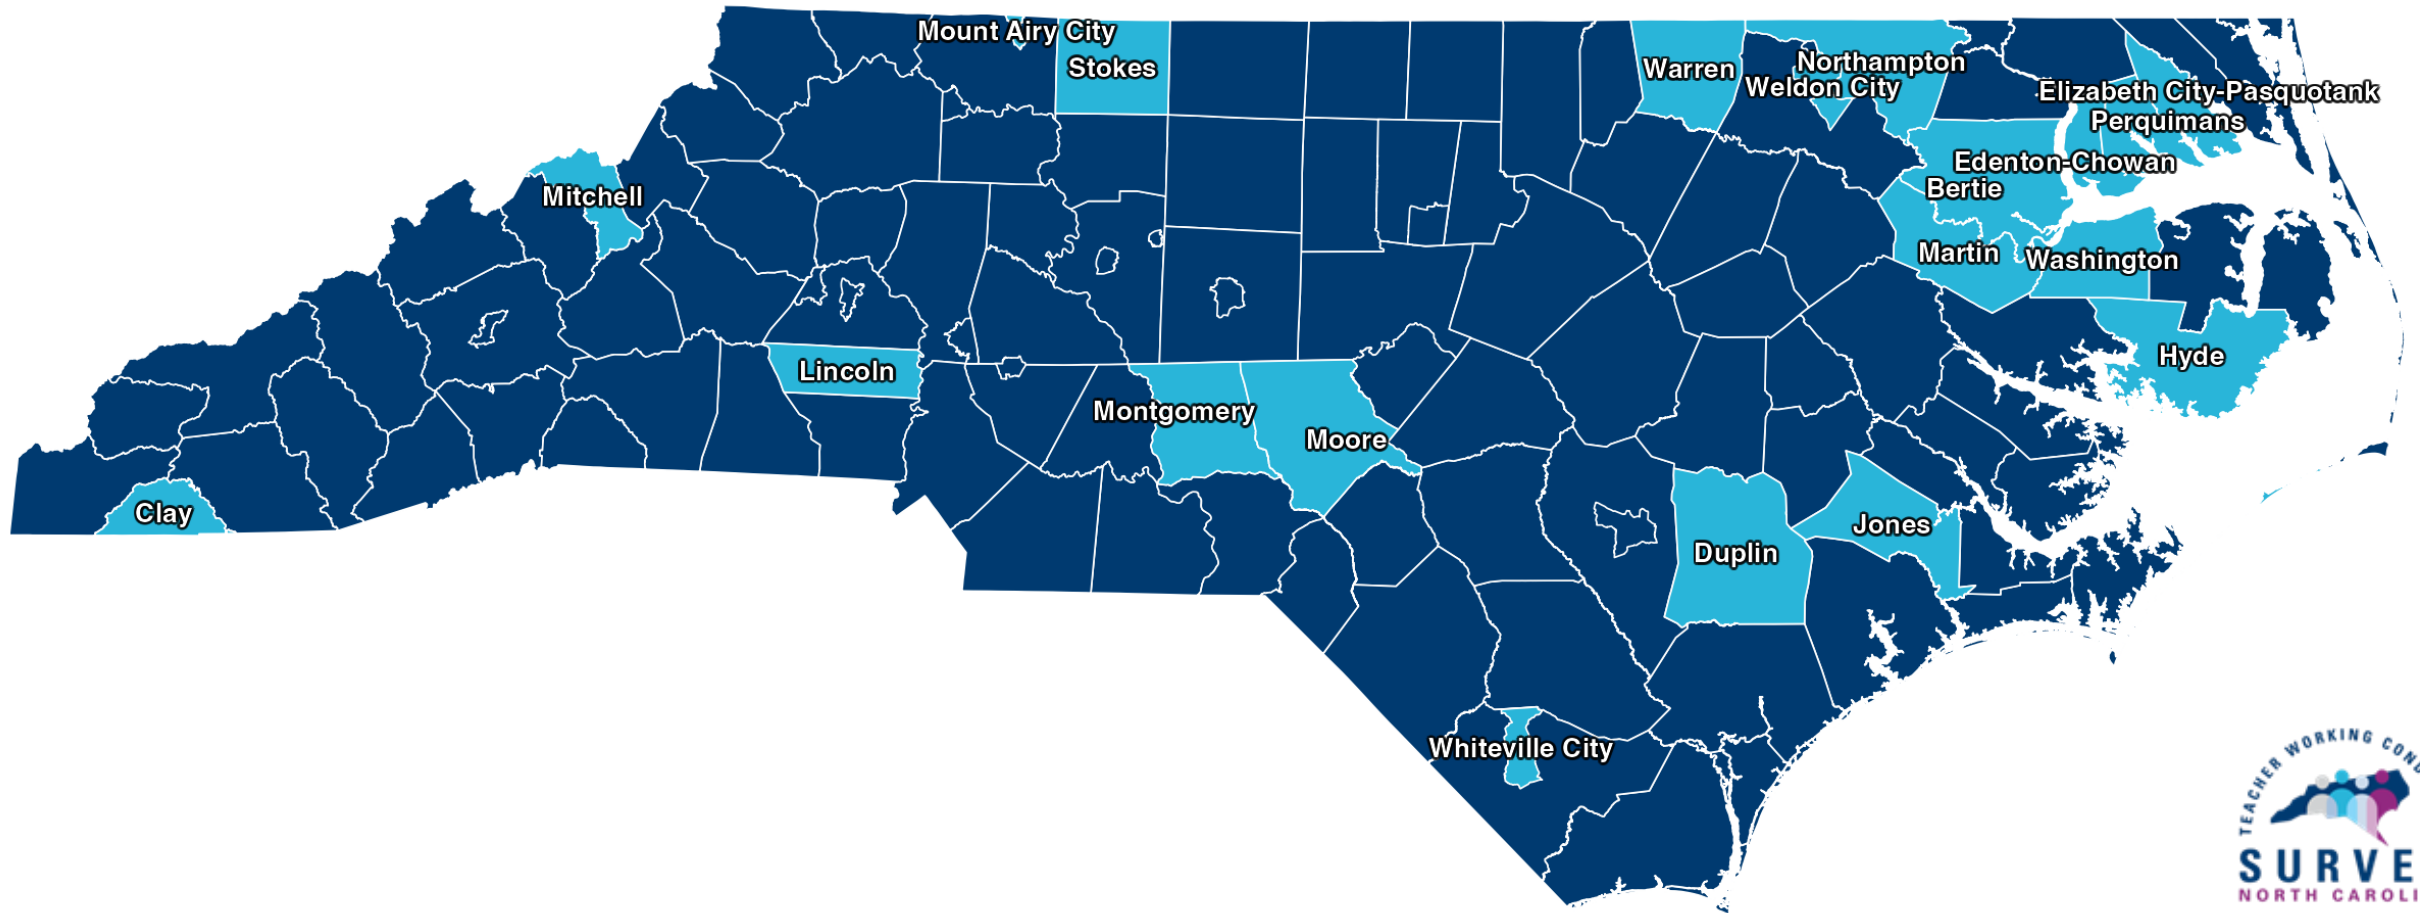 Mount Airy City
Stokes
Warren
Northampton
Weldon City
Elizabeth City-Pasquotank
Perquimans
Edenton-Chowan
Bertie
Mitchell
Martin
Washington
Hyde
Lincoln
Montgomery
Moore
Clay
Jones
Duplin
Whiteville City
TEACHER WORKING COND
SURVE
NORTH CAROLI